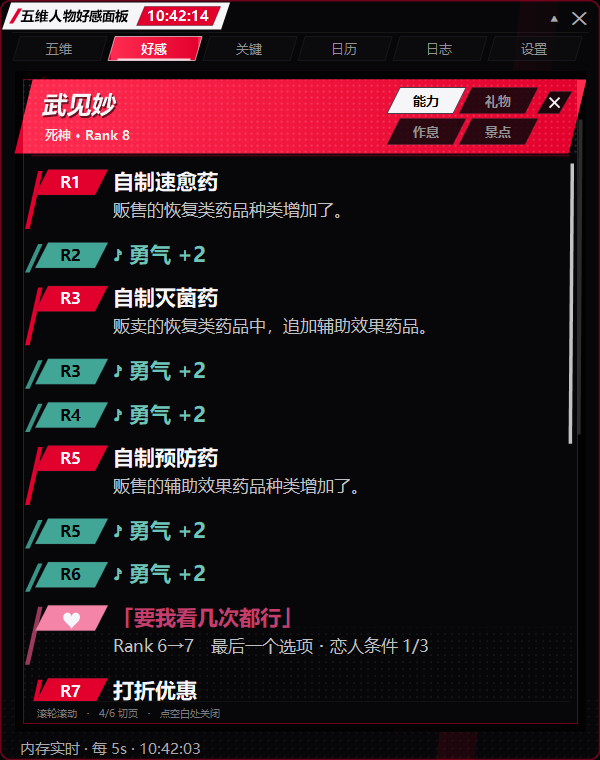 五维人物好感面板 10:42:14
五维 好感 关键 日历 日志 设置
武见妙
死神 • Rank 8
能力 礼物
作息 景点
R1 自制速愈药
贩售的恢复类药品种类增加了。
R2 ♪ 勇气 +2
R3 自制灭菌药
贩卖的恢复类药品中，追加辅助效果药品。
R3 ♪ 勇气 +2
R4 ♪ 勇气 +2
R5 自制预防药
贩售的辅助效果药品种类增加了。
R5 ♪ 勇气 +2
R6 ♪ 勇气 +2
「要我看几次都行」
Rank 6→7 最后一个选项 · 恋人条件 1/3
R7 打折优惠
滚轮滚动 · 4/6 切页 · 点空白处关闭
内存实时 · 每 5s · 10:42:03